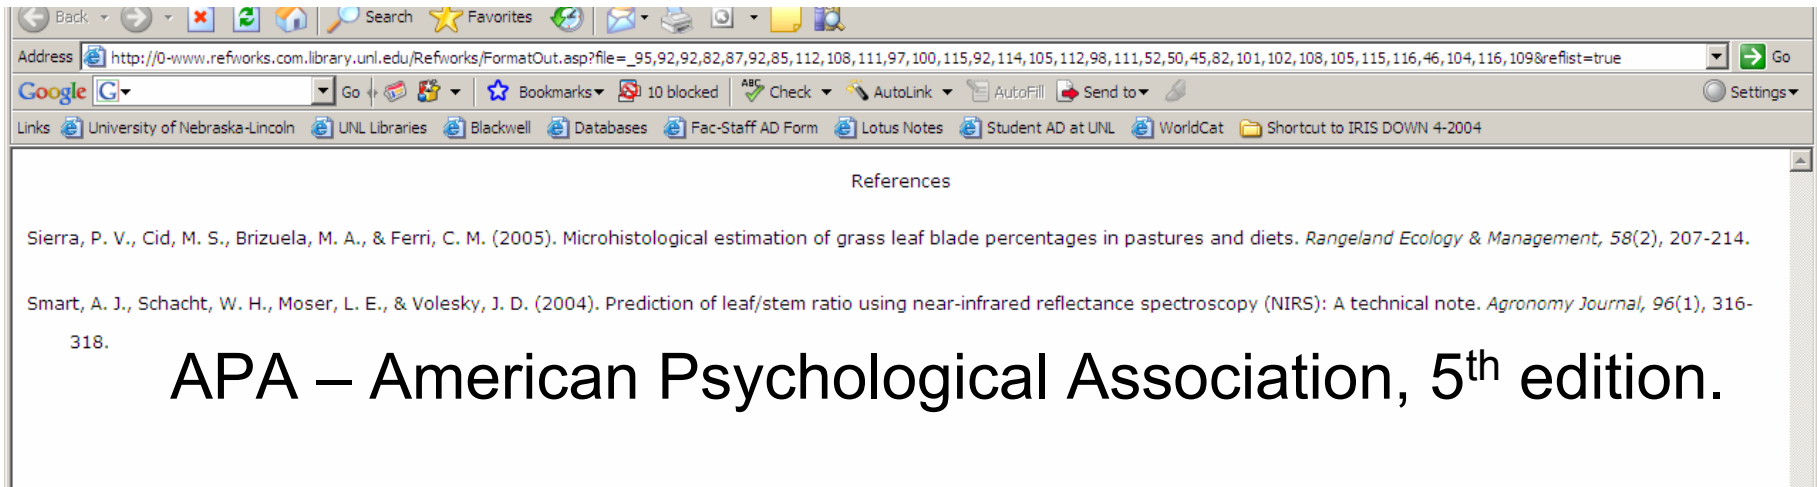 Back Search Favorites
Address http://0-www.refworks.com.library.unl.edu/Refworks/FormatOut.asp?file=_95,92,92,82,87,92,85,112,108,111,97,100,115,92,114,105,112,98,111,52,50,45,82,101,102,108,105,115,116,46,104,116,109&reflist=true Go
Google G Go Bookmarks 10 blocked ABC Check AutoLink AutoFill Send to Settings
Links University of Nebraska-Lincoln UNL Libraries Blackwell Databases Fac-Staff AD Form Lotus Notes Student AD at UNL WorldCat Shortcut to IRIS DOWN 4-2004
References
Sierra, P. V., Cid, M. S., Brizuela, M. A., & Ferri, C. M. (2005). Microhistological estimation of grass leaf blade percentages in pastures and diets. Rangeland Ecology & Management, 58(2), 207-214.
Smart, A. J., Schacht, W. H., Moser, L. E., & Volesky, J. D. (2004). Prediction of leaf/stem ratio using near-infrared reflectance spectroscopy (NIRS): A technical note. Agronomy Journal, 96(1), 316-
318.
APA – American Psychological Association, 5th edition.